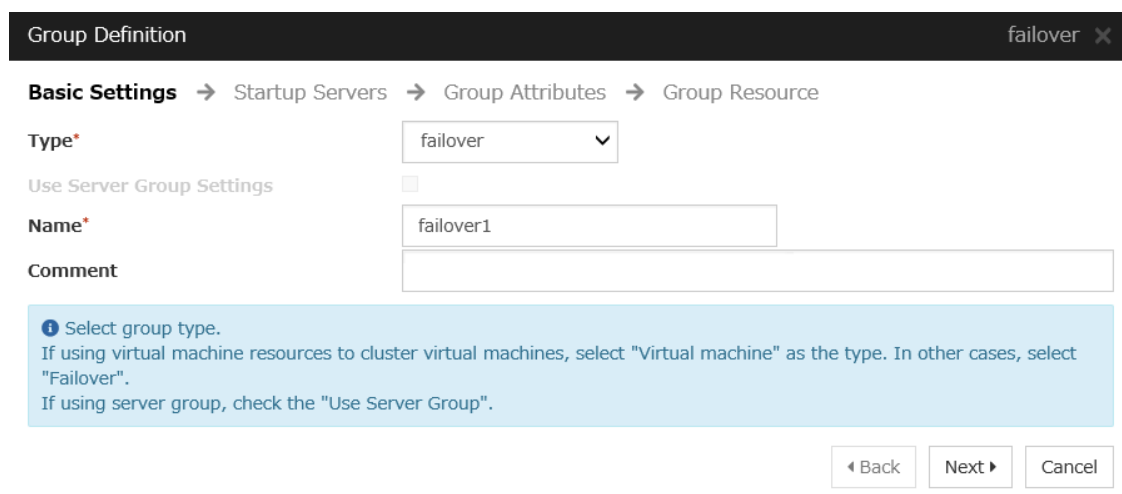 Group Definition failover ×
Basic Settings → Startup Servers → Group Attributes → Group Resource
Type* failover
Use Server Group Settings
Name* failover1
Comment
Select group type.
If using virtual machine resources to cluster virtual machines, select "Virtual machine" as the type. In other cases, select
"Failover".
If using server group, check the "Use Server Group".
Back Next Cancel